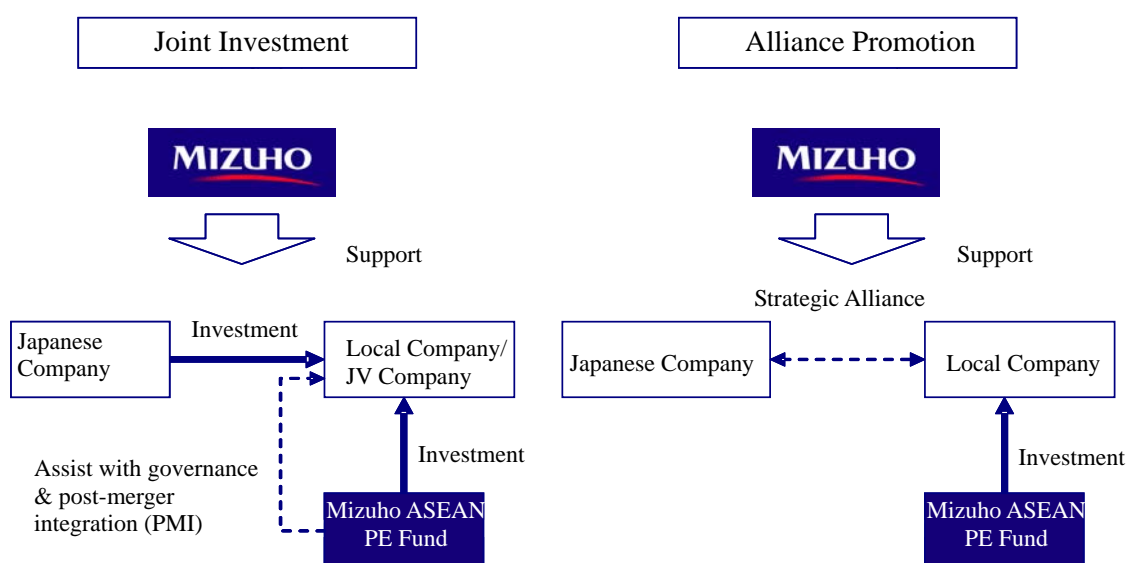 Joint Investment
MIZUHO
Support
Japanese
Company
Investment
Local Company/
JV Company
Investment
Assist with governance
& post-merger
integration (PMI)
Mizuho ASEAN
PE Fund
Alliance Promotion
MIZUHO
Support
Strategic Alliance
Japanese Company
Local Company
Investment
Mizuho ASEAN
PE Fund